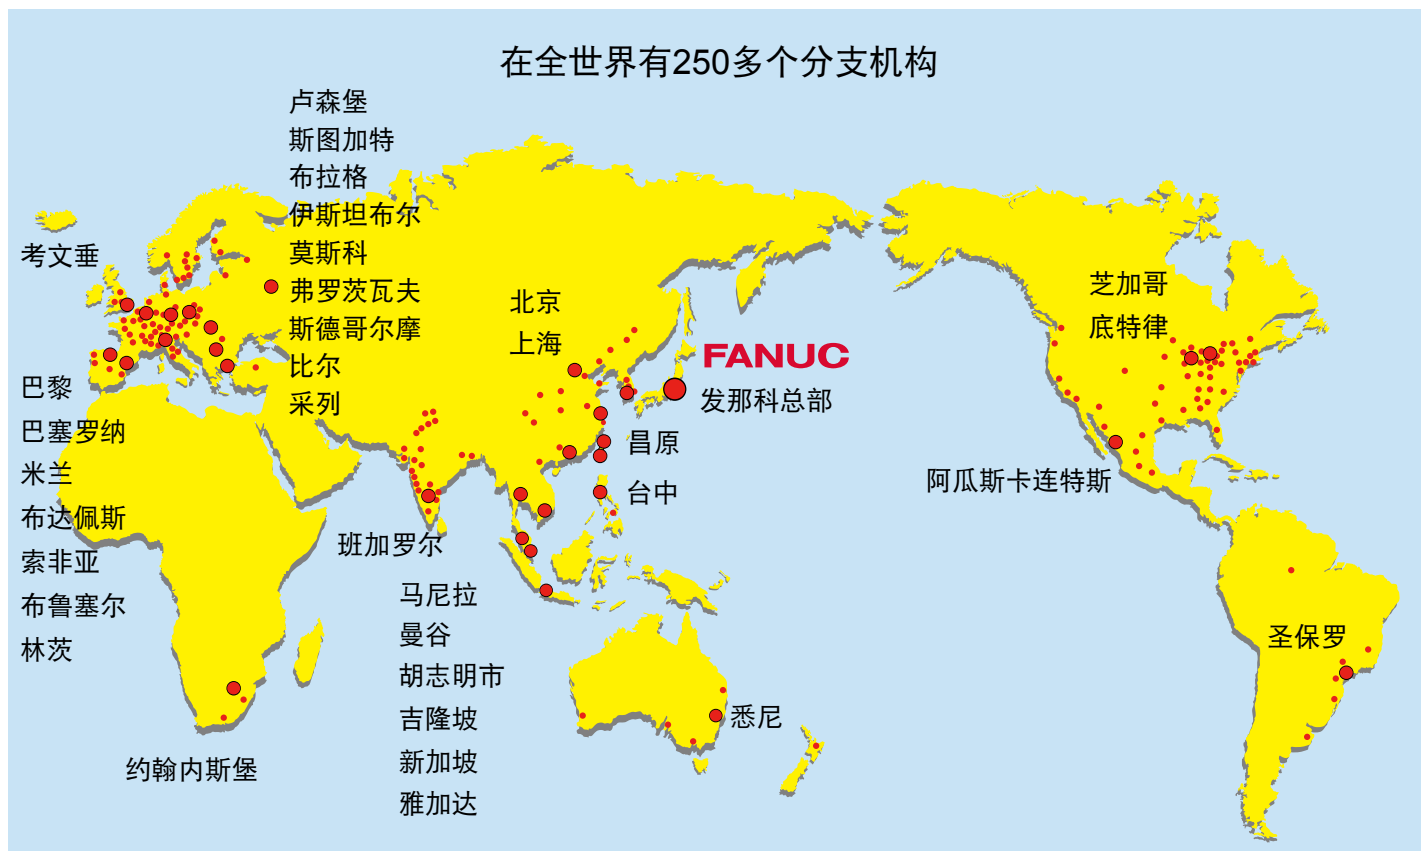 在全世界有250多个分支机构
卢森堡
斯图加特
布拉格
伊斯坦布尔
莫斯科
弗罗茨瓦夫
斯德哥尔摩
比尔
采列
考文垂
巴黎
巴塞罗纳
米兰
布达佩斯
索非亚
布鲁塞尔
林茨
约翰内斯堡
北京
上海
FANUC
发那科总部
昌原
台中
班加罗尔
马尼拉
曼谷
胡志明市
吉隆坡
新加坡
雅加达
悉尼
芝加哥
底特律
阿瓜斯卡连特斯
圣保罗